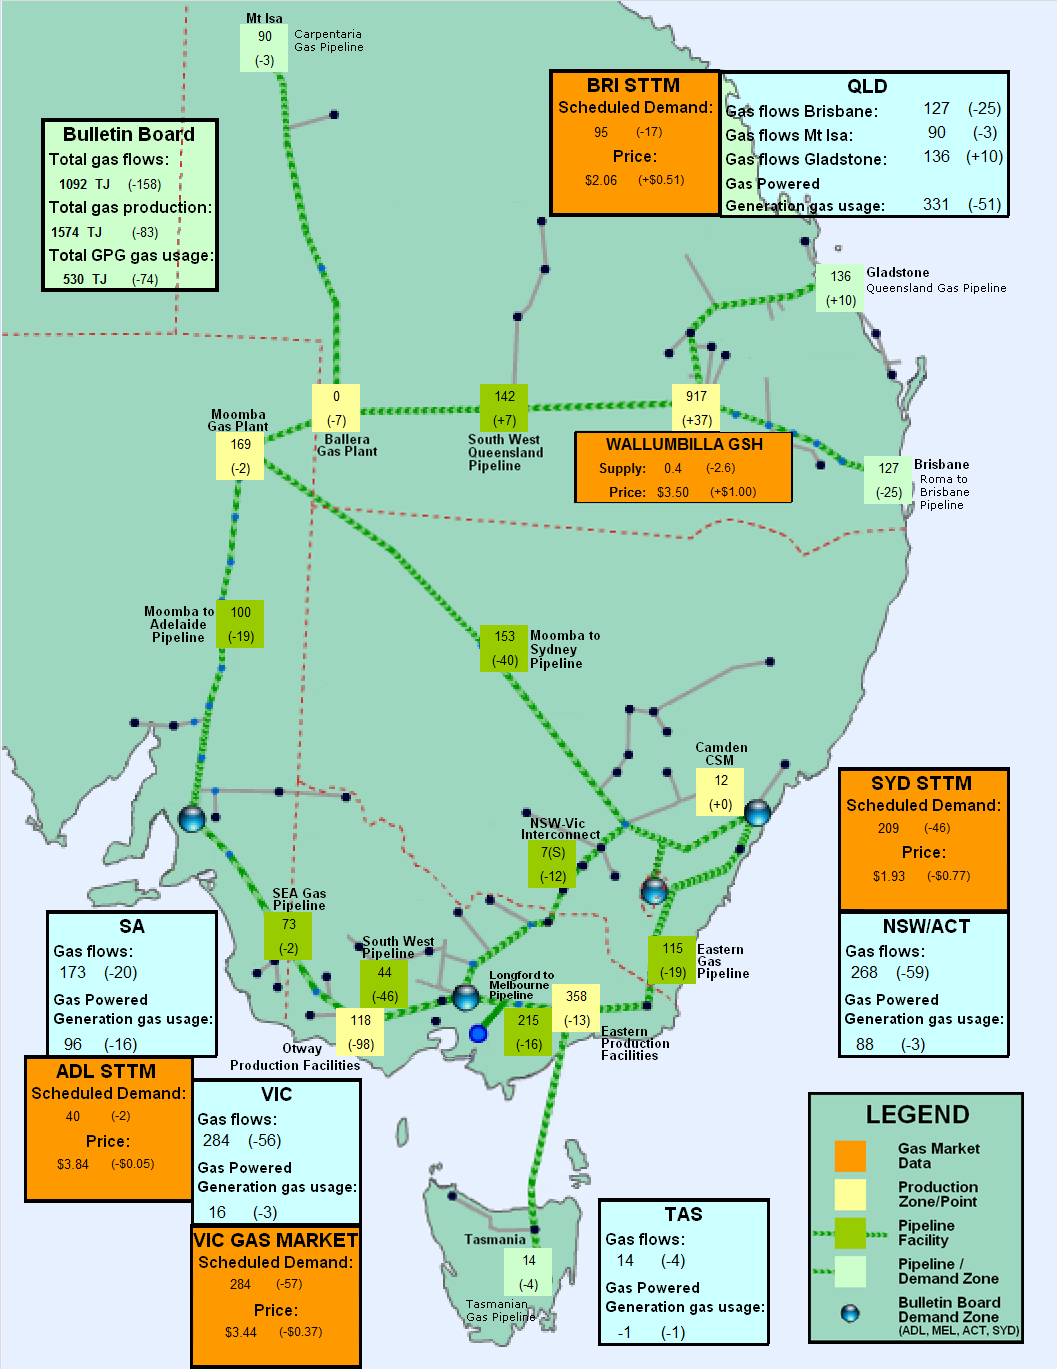 Mt Isa
90
(-3)
Carpentaria
Gas Pipeline
Bulletin Board
Total gas flows:
1092 TJ (-158)
Total gas production:
1574 TJ (-83)
Total GPG gas usage:
530 TJ (-74)
BRI STTM
Scheduled Demand:
95 (-17)
Price:
$2.06 (+$0.51)
QLD
Gas flows Brisbane: 127 (-25)
Gas flows Mt Isa: 90 (-3)
Gas flows Gladstone: 136 (+10)
Gas Powered
Generation gas usage: 331 (-51)
136
(+10)
Gladstone
Queensland Gas Pipeline
0
(-7)
Ballera
Gas Plant
142
(+7)
South West
Queensland
Pipeline
917
(+37)
Moomba
Gas Plant
169
(-2)
WALLUMBILLA GSH
Supply: 0.4 (-2.6)
Price: $3.50 (+$1.00)
127
(-25)
Brisbane
Roma to
Brisbane
Pipeline
Moomba to
Adelaide
Pipeline
100
(-19)
153
(-40)
Moomba to
Sydney
Pipeline
Camden
CSM
12
(+0)
NSW-Vic
Interconnect
7(S)
(-12)
SYD STTM
Scheduled Demand:
209 (-46)
Price:
$1.93 (-$0.77)
SEA Gas
Pipeline
73
(-2)
South West
Pipeline
44
(-46)
115
(-19)
Eastern
Gas
Pipeline
SA
Gas flows:
173 (-20)
Gas Powered
Generation gas usage:
96 (-16)
NSW/ACT
Gas flows:
268 (-59)
Gas Powered
Generation gas usage:
88 (-3)
Longford to
Melbourne
Pipeline
215
(-16)
358
(-13)
Eastern
Production
Facilities
118
(-98)
Otway
Production Facilities
ADL STTM
Scheduled Demand:
40 (-2)
Price:
$3.84 (-$0.05)
VIC
Gas flows:
284 (-56)
Gas Powered
Generation gas usage:
16 (-3)
VIC GAS MARKET
Scheduled Demand:
284 (-57)
Price:
$3.44 (-$0.37)
Tasmania
14
(-4)
Tasmanian
Gas Pipeline
TAS
Gas flows:
14 (-4)
Gas Powered
Generation gas usage:
-1 (-1)
LEGEND
Gas Market
Data
Production
Zone/Point
Pipeline
Facility
Pipeline /
Demand Zone
Bulletin Board
Demand Zone
(ADL, MEL, ACT, SYD)